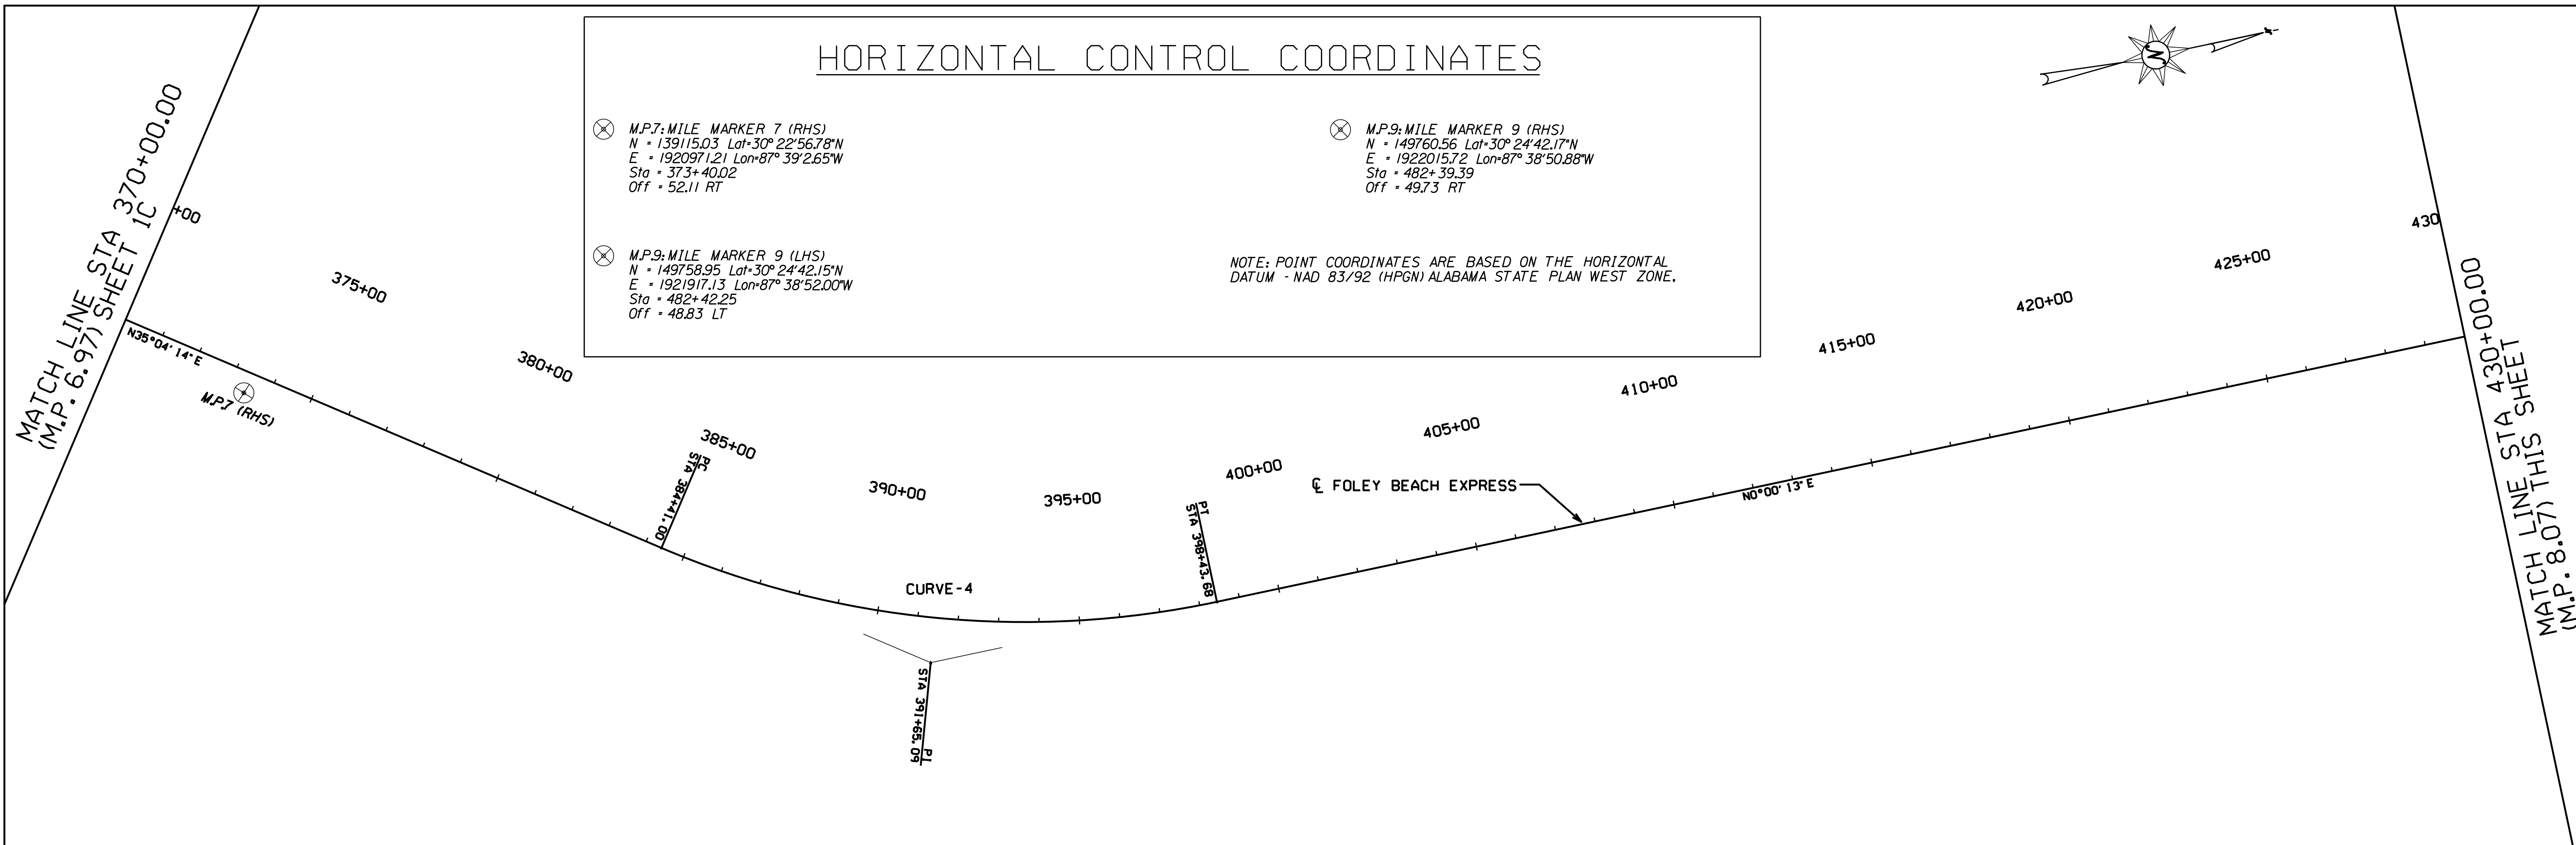 HORIZONTAL CONTROL COORDINATES
M.P.7: MILE MARKER 7 (RHS)
N = 139115.03 Lat=30° 22'56.78"N
E = 1920971.21 Lon=87° 39'2.65"W
Sta = 373+40.02
Off = 52.11 RT
M.P.9: MILE MARKER 9 (RHS)
N = 149760.56 Lat=30° 24'42.17"N
E = 1922015.72 Lon=87° 38'50.88"W
Sta = 482+39.39
Off = 49.73 RT
M.P.9: MILE MARKER 9 (LHS)
N = 149758.95 Lat=30° 24'42.15"N
E = 1921917.13 Lon=87° 38'52.00"W
Sta = 482+42.25
Off = 48.83 LT
NOTE: POINT COORDINATES ARE BASED ON THE HORIZONTAL
DATUM - NAD 83/92 (HPGN) ALABAMA STATE PLAN WEST ZONE.
N
MATCH LINE STA 370+00.00
(M.P. 6.97) SHEET 1C
+00
375+00
380+00
385+00
390+00
395+00
400+00
405+00
410+00
415+00
420+00
425+00
430
N35°04'14"E
M.P.7 (RHS)
PC
STA 384+41.00
CURVE-4
PI
STA 391+65.09
PT
STA 398+43.68
℄ FOLEY BEACH EXPRESS
N0°00'13"E
MATCH LINE STA 430+00.00
(M.P. 8.07) THIS SHEET
(M.P.